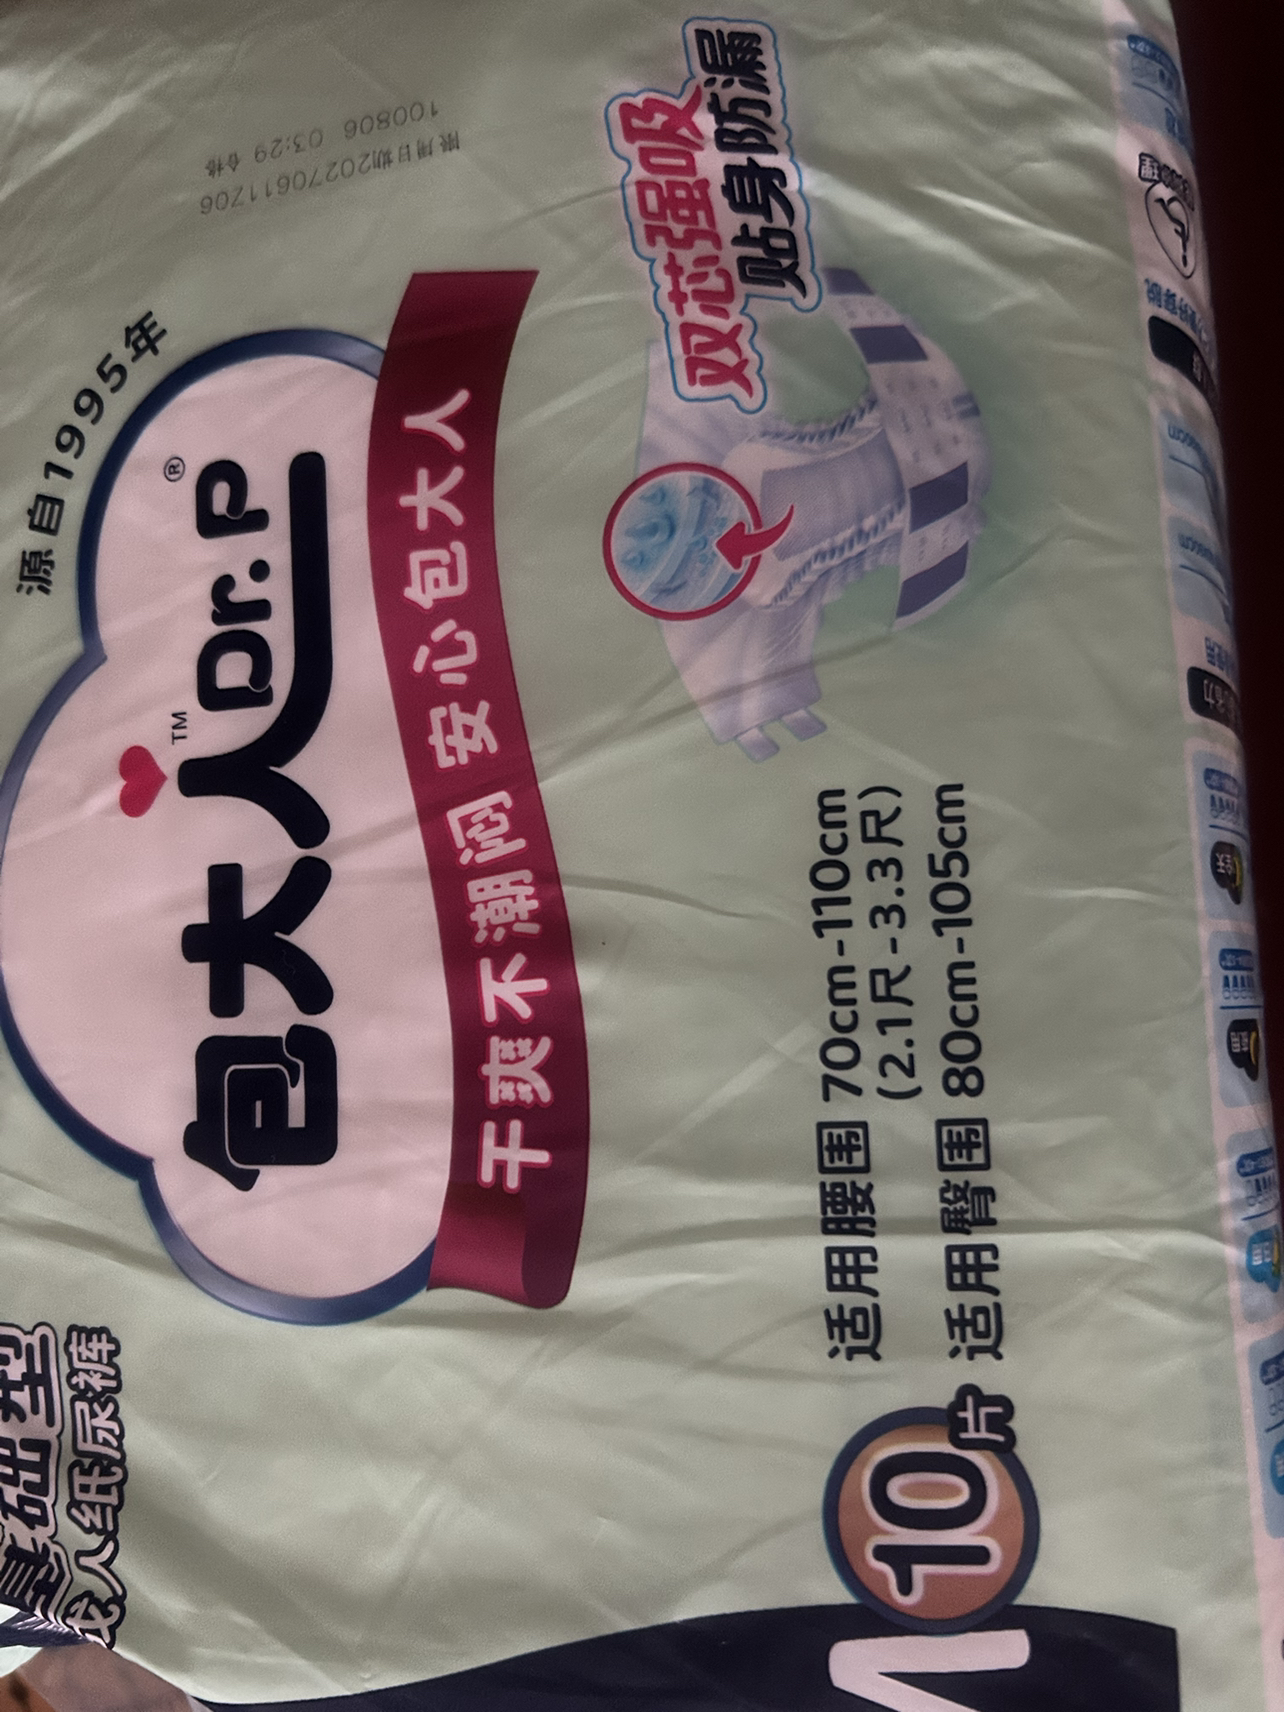 基础型
成人纸尿裤
源自1995年
包大人™ Dr.P®
干爽不潮闷 安心包大人
限用日期20270611706
100806 03:29 合格
双芯强吸
贴身防漏
10片
适用腰围 70cm-110cm
(2.1尺-3.3尺)
适用臀围 80cm-105cm